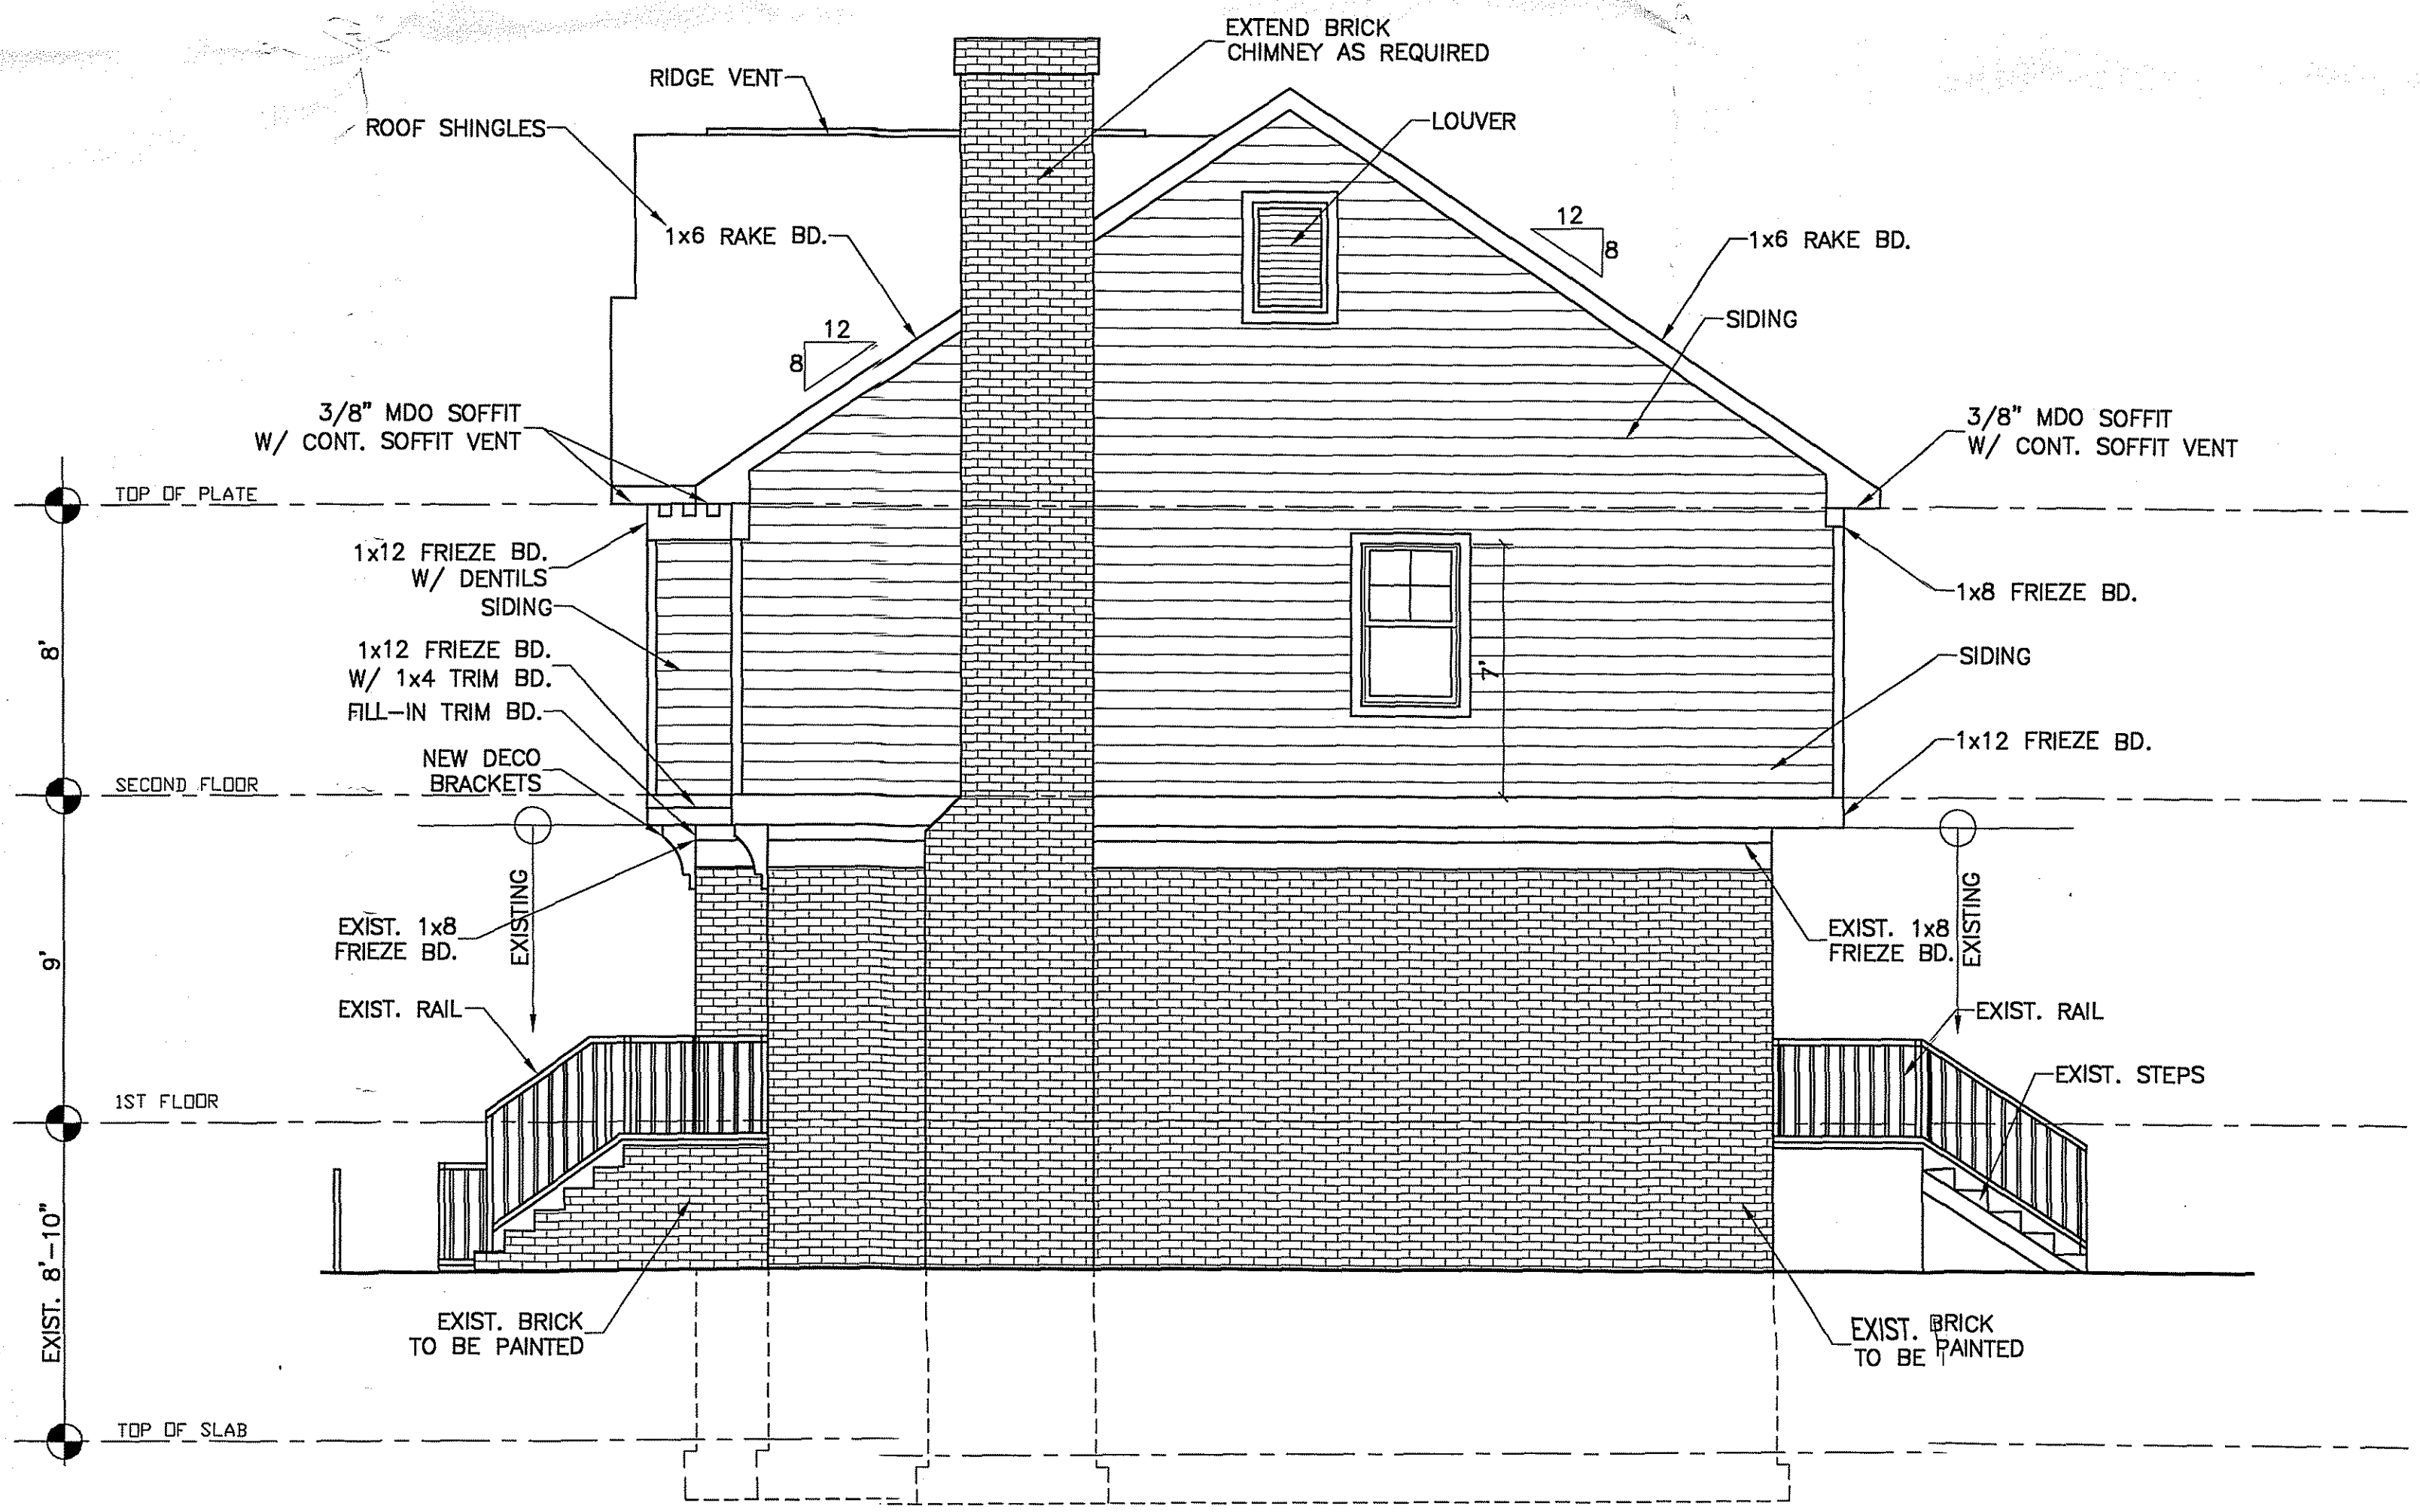 EXTEND BRICK
CHIMNEY AS REQUIRED
RIDGE VENT
ROOF SHINGLES
LOUVER
1x6 RAKE BD.
12
8
1x6 RAKE BD.
SIDING
12
8
3/8" MDO SOFFIT
W/ CONT. SOFFIT VENT
3/8" MDO SOFFIT
W/ CONT. SOFFIT VENT
TOP OF PLATE
1x12 FRIEZE BD.
W/ DENTILS
SIDING
1x8 FRIEZE BD.
8'
1x12 FRIEZE BD.
W/ 1x4 TRIM BD.
7'
SIDING
FILL-IN TRIM BD.
1x12 FRIEZE BD.
NEW DECO
BRACKETS
SECOND FLOOR
EXISTING
EXISTING
EXIST. 1x8
FRIEZE BD.
EXIST. 1x8
FRIEZE BD.
9'
EXIST. RAIL
EXIST. RAIL
EXIST. STEPS
1ST FLOOR
EXIST. 8'-10"
EXIST. BRICK
TO BE PAINTED
EXIST. BRICK
TO BE PAINTED
TOP OF SLAB